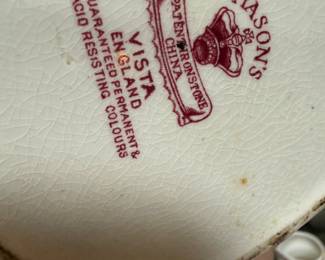 MASON'S
PATENT IRONSTONE
CHINA
VISTA
ENGLAND
GUARANTEED PERMANENT &
ACID RESISTING COLOURS